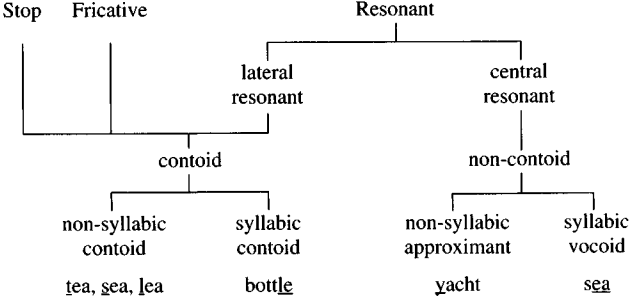 Stop Fricative Resonant
lateral central
resonant resonant
contoid non-contoid
non-syllabic syllabic non-syllabic syllabic
contoid contoid approximant vocoid
tea, sea, lea bottle yacht sea